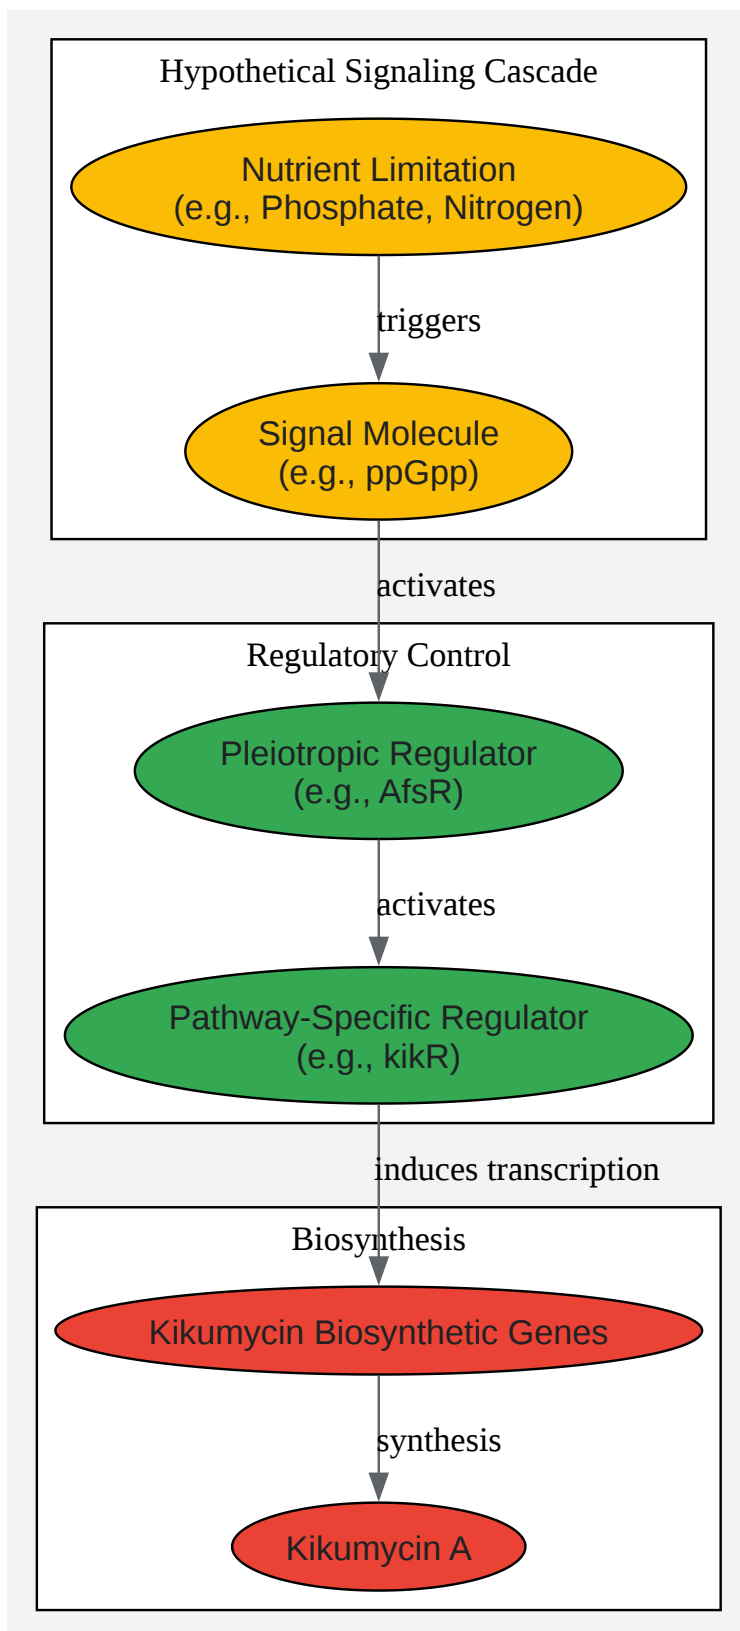 Hypothetical Signaling Cascade
Nutrient Limitation
(e.g., Phosphate, Nitrogen)
triggers
Signal Molecule
(e.g., ppGpp)
activates
Regulatory Control
Pleiotropic Regulator
(e.g., AfsR)
activates
Pathway-Specific Regulator
(e.g., kikR)
induces transcription
Biosynthesis
Kikumycin Biosynthetic Genes
synthesis
Kikumycin A